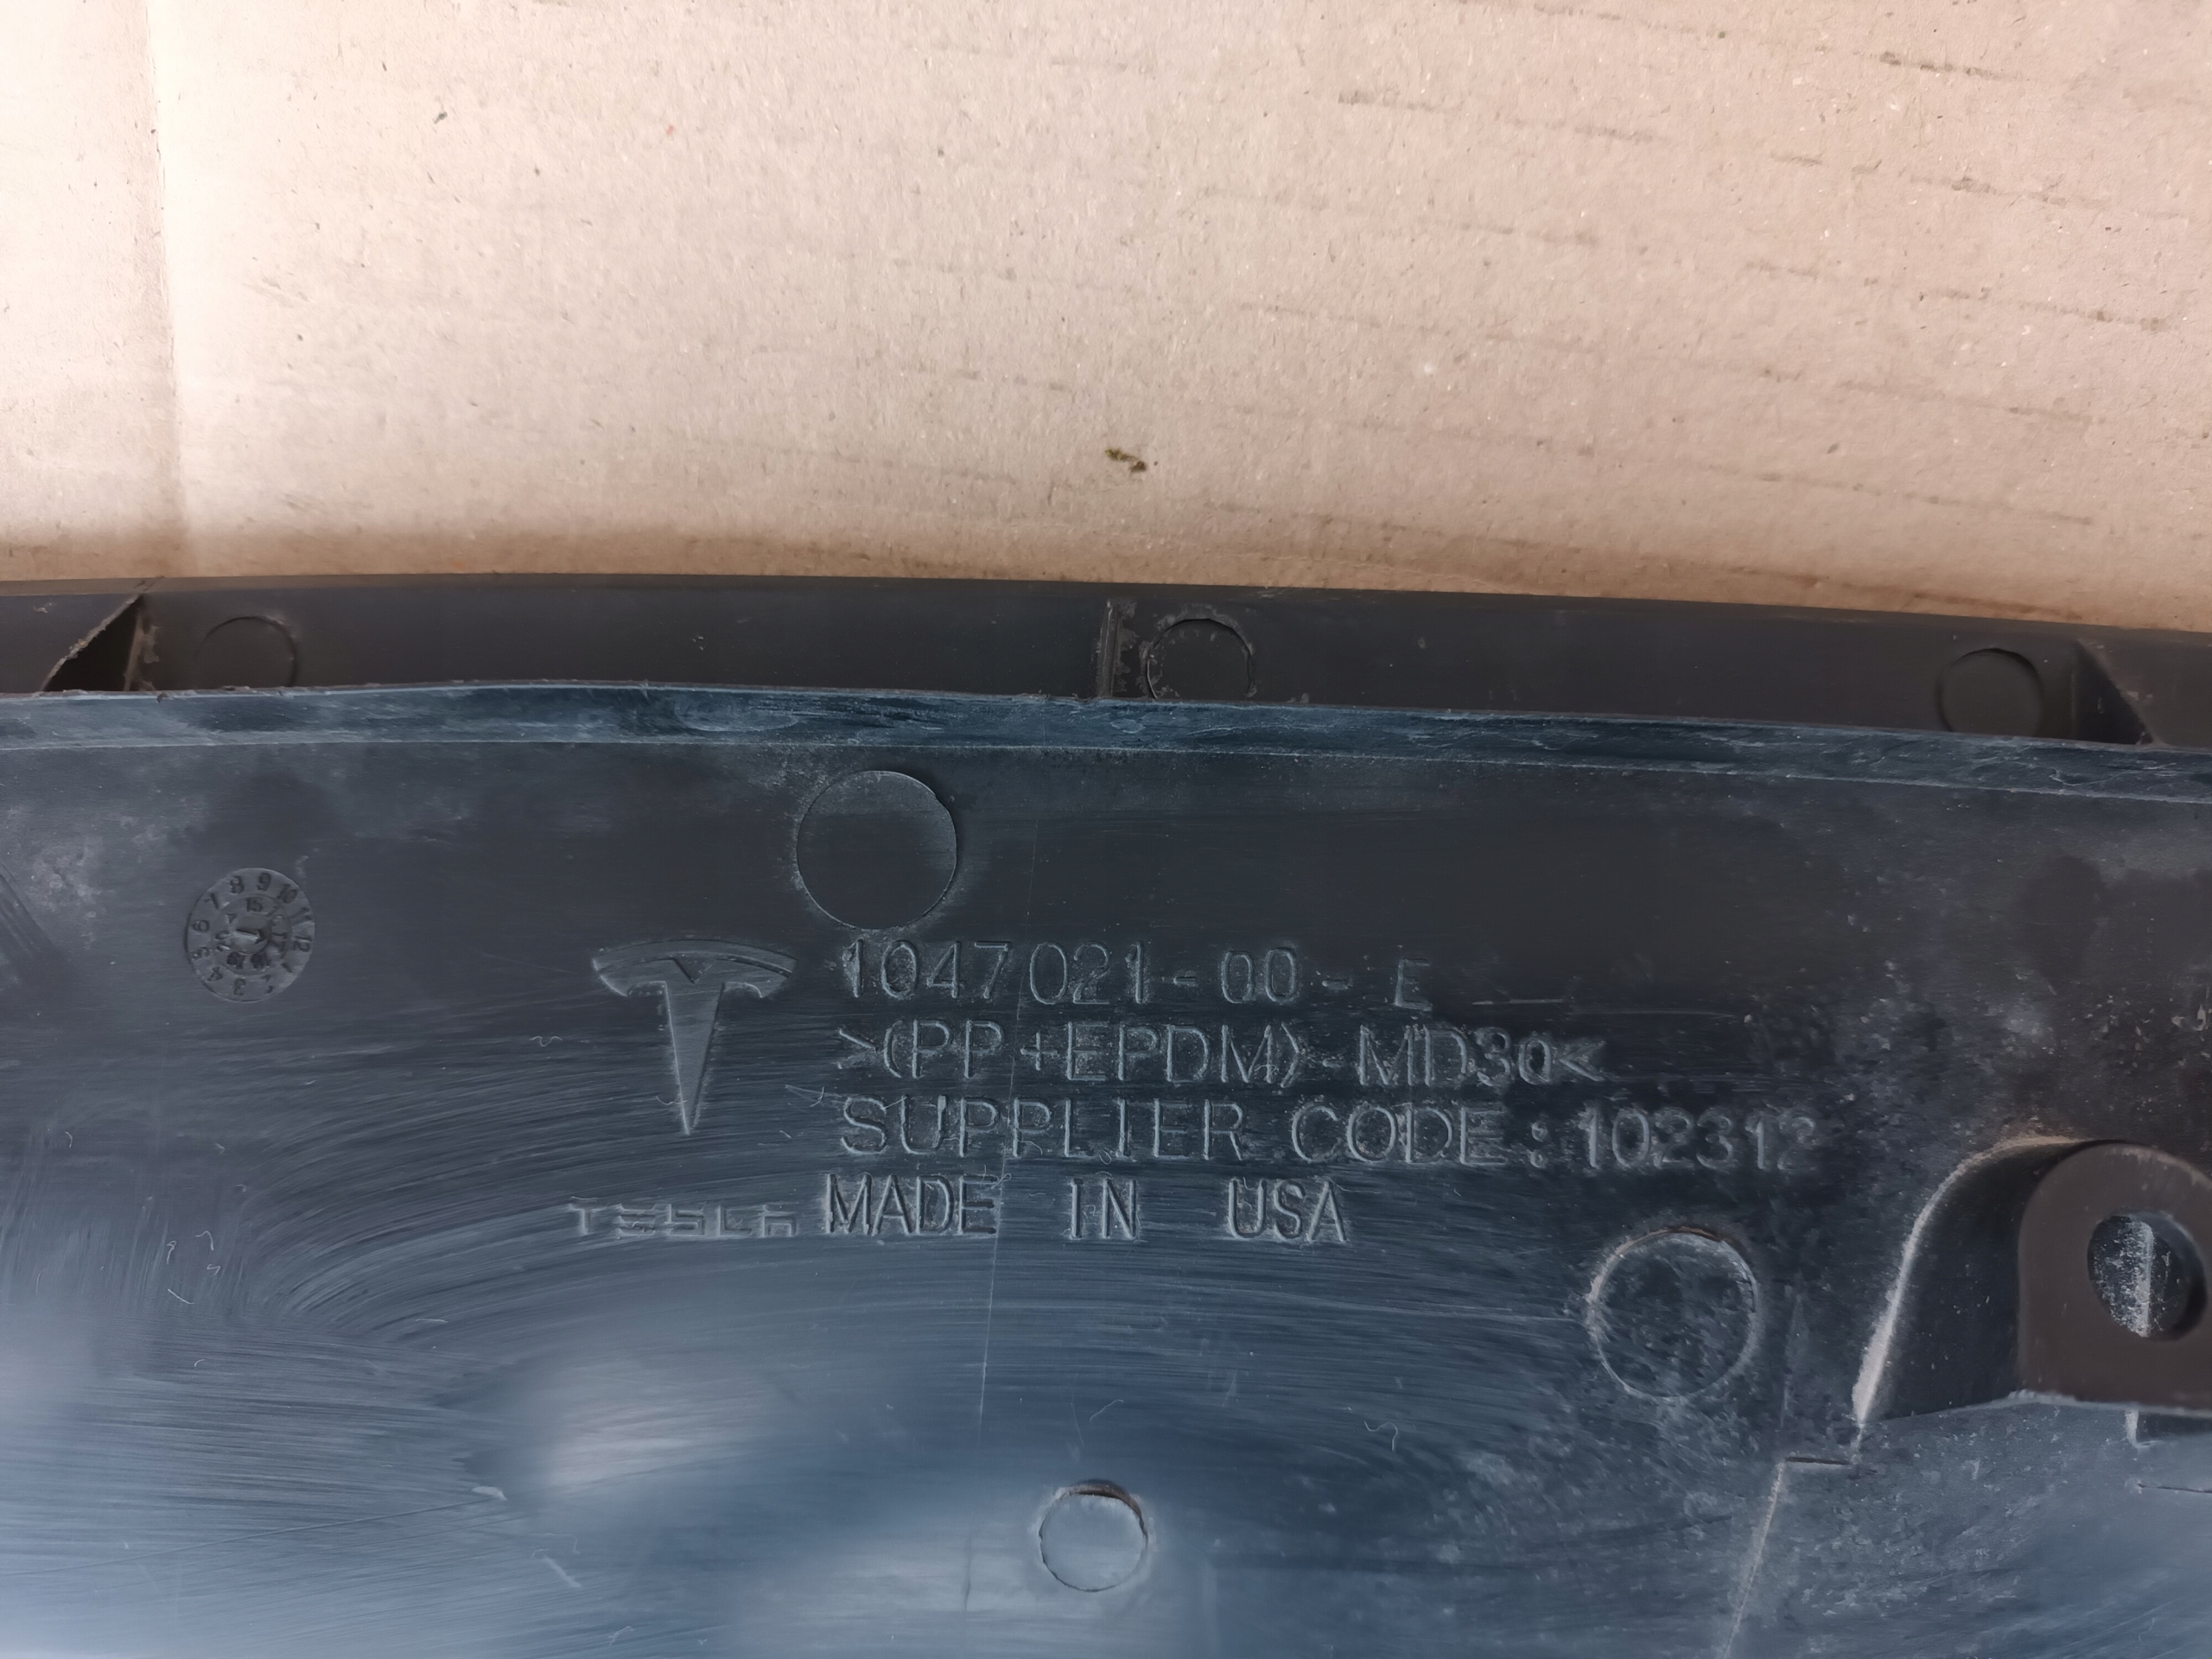 1047021-00-E
>(PP+EPDM)-MD30<
SUPPLIER CODE:102312
TESLA MADE IN USA